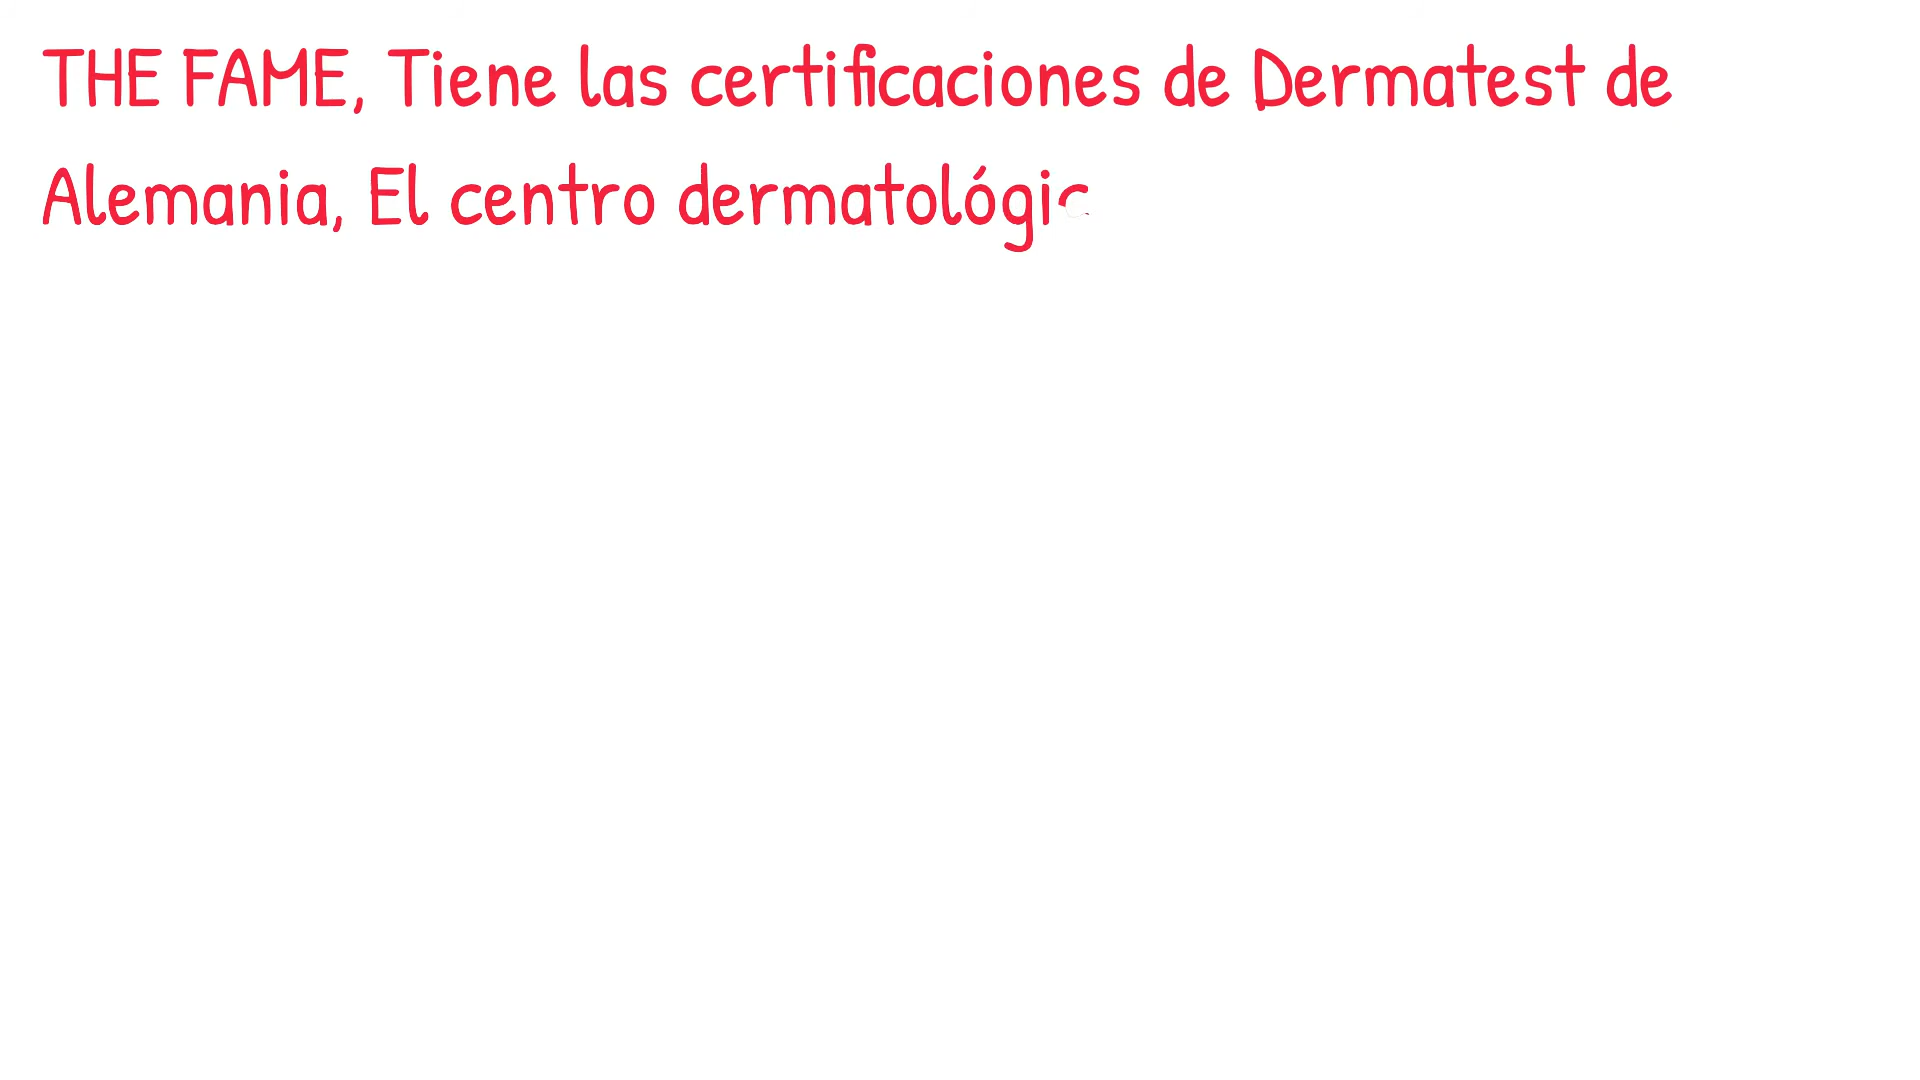 THE FAME, Tiene las certificaciones de Dermatest de
Alemania, El centro dermatológic